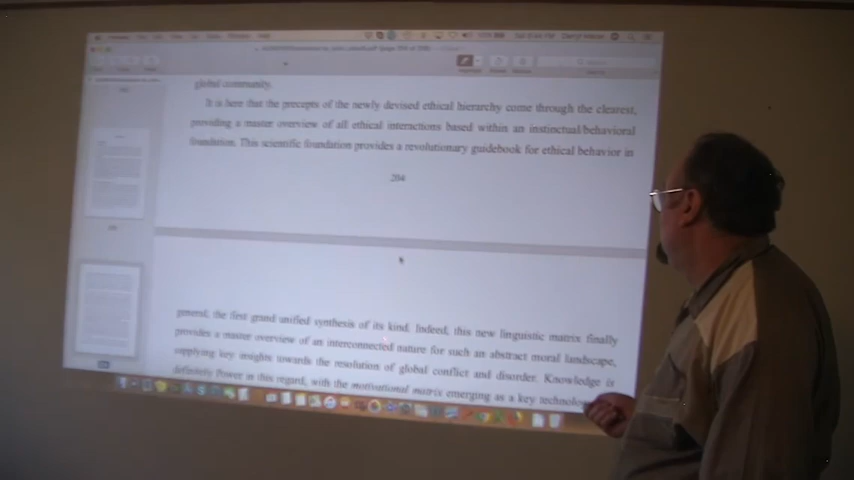 global community.
It is here that the precepts of the newly devised ethical hierarchy come through the clearest,
providing a master overview of all ethical interactions based within an instinctual/behavioral
foundation. This scientific foundation provides a revolutionary guidebook for ethical behavior in
204
general, the first grand unified synthesis of its kind. Indeed, this new linguistic matrix finally
provides a master overview of an interconnected nature for such an abstract moral landscape,
supplying key insights towards the resolution of global conflict and disorder. Knowledge is
definitely Power in this regard, with the motivational matrix emerging as a key technology